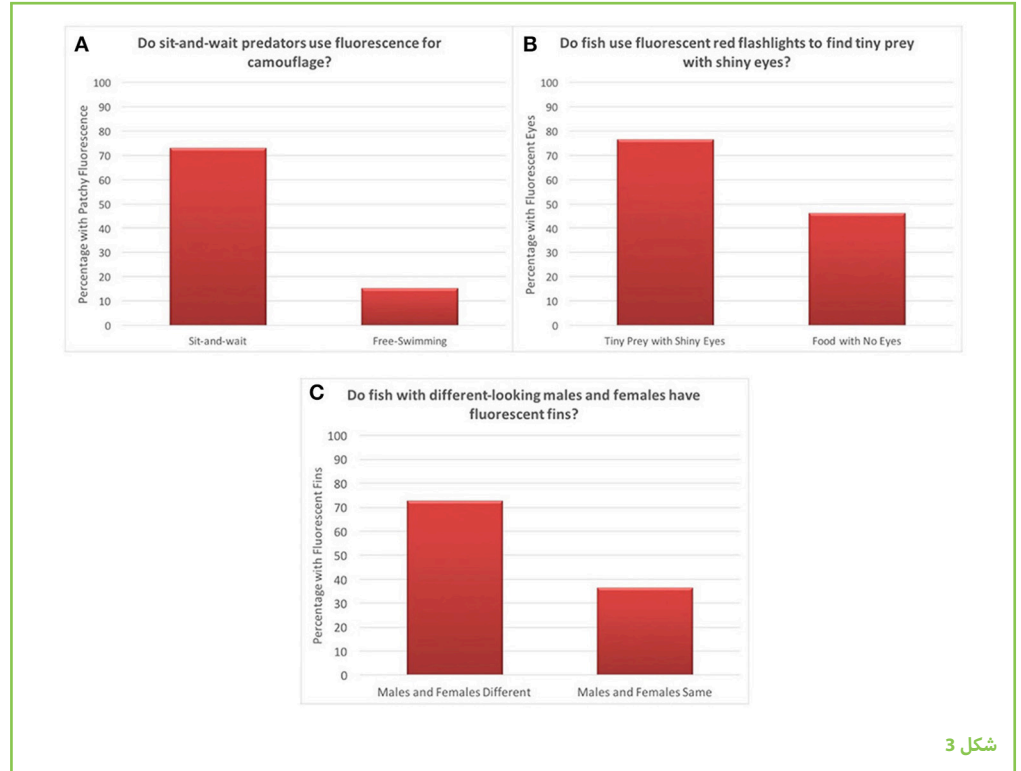 A
Do sit-and-wait predators use fluorescence for
camouflage?
Percentage with Patchy Fluorescence
100
90
80
70
60
50
40
30
20
10
0
Sit-and-wait
Free-Swimming
B
Do fish use fluorescent red flashlights to find tiny prey
with shiny eyes?
Percentage with Fluorescent Eyes
100
90
80
70
60
50
40
30
20
10
0
Tiny Prey with Shiny Eyes
Food with No Eyes
C
Do fish with different-looking males and females have
fluorescent fins?
Percentage with Fluorescent Fins
100
90
80
70
60
50
40
30
20
10
0
Males and Females Different
Males and Females Same
شكل 3